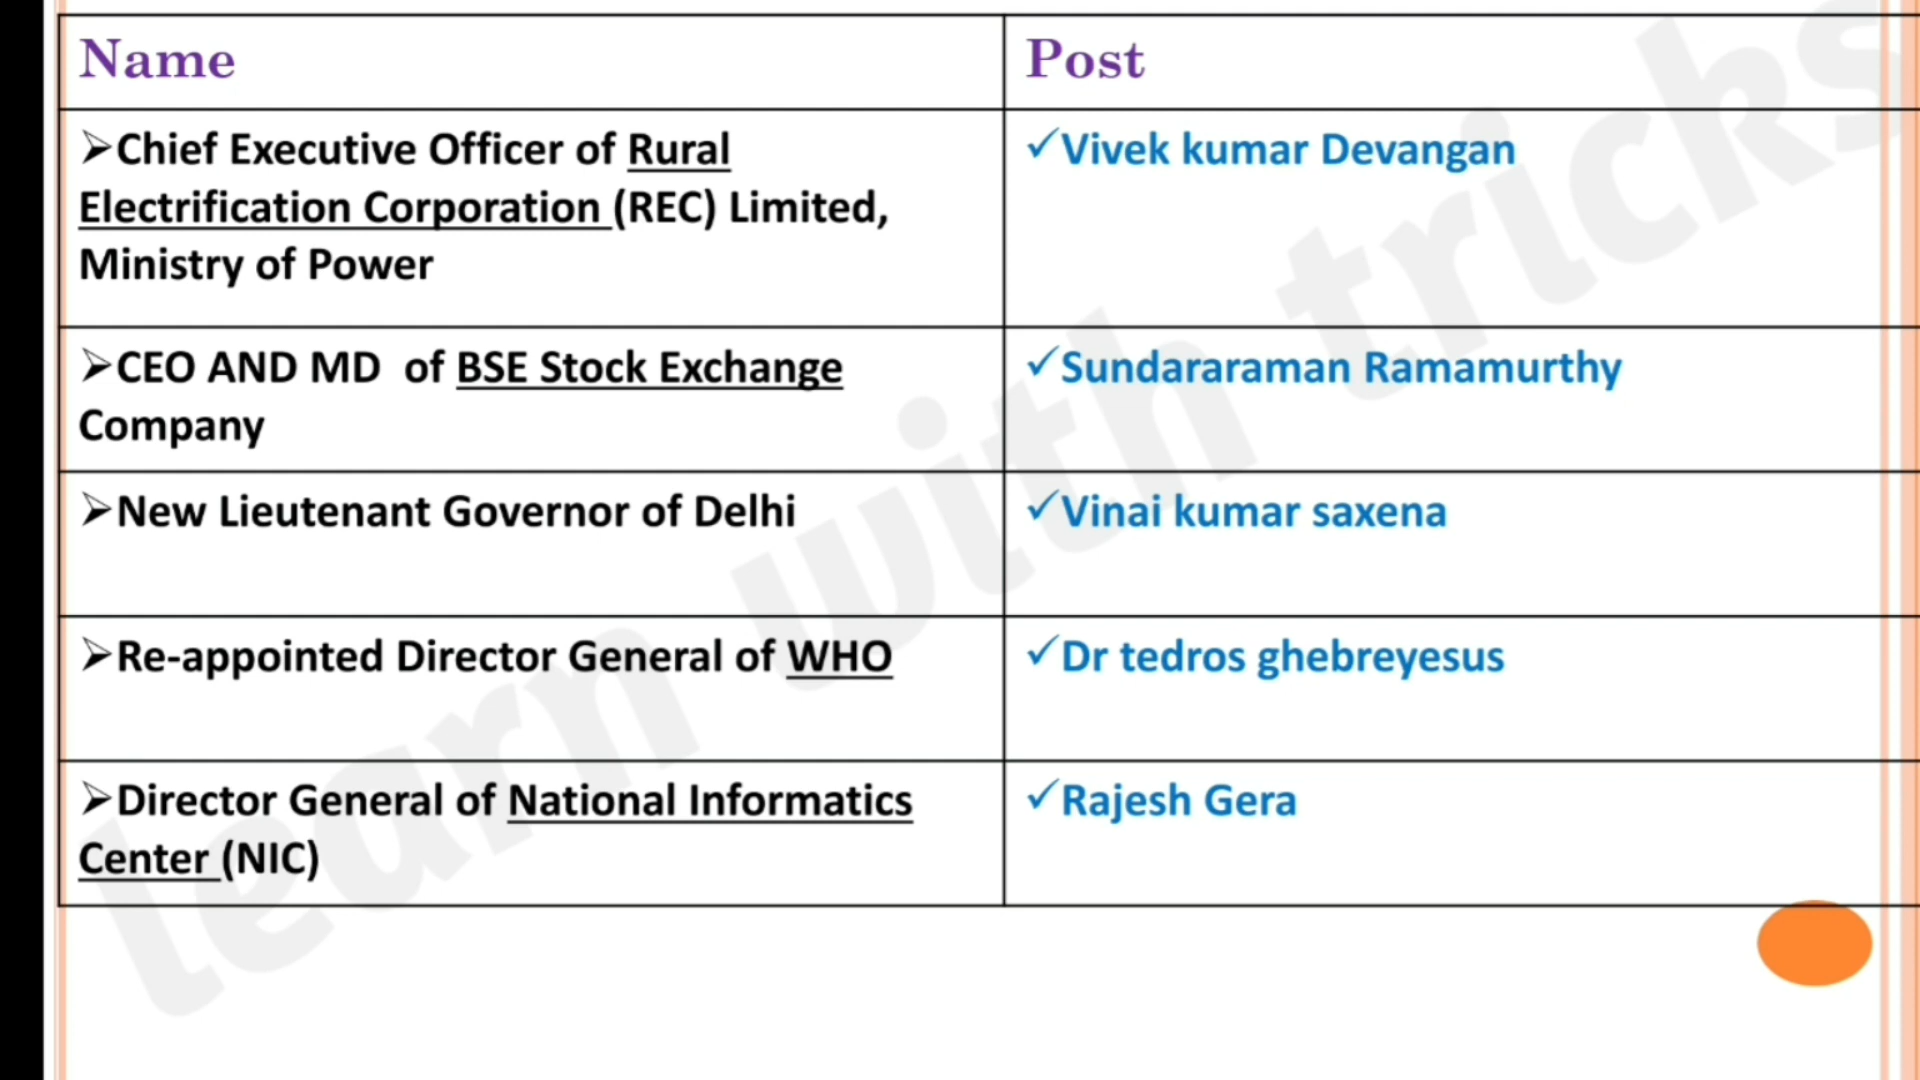 Name
Post
➢Chief Executive Officer of Rural
Electrification Corporation (REC) Limited,
Ministry of Power
✓Vivek kumar Devangan
➢CEO AND MD of BSE Stock Exchange
Company
✓Sundararaman Ramamurthy
➢New Lieutenant Governor of Delhi
✓Vinai kumar saxena
➢Re-appointed Director General of WHO
✓Dr tedros ghebreyesus
➢Director General of National Informatics
Center (NIC)
✓Rajesh Gera
learn with tricks